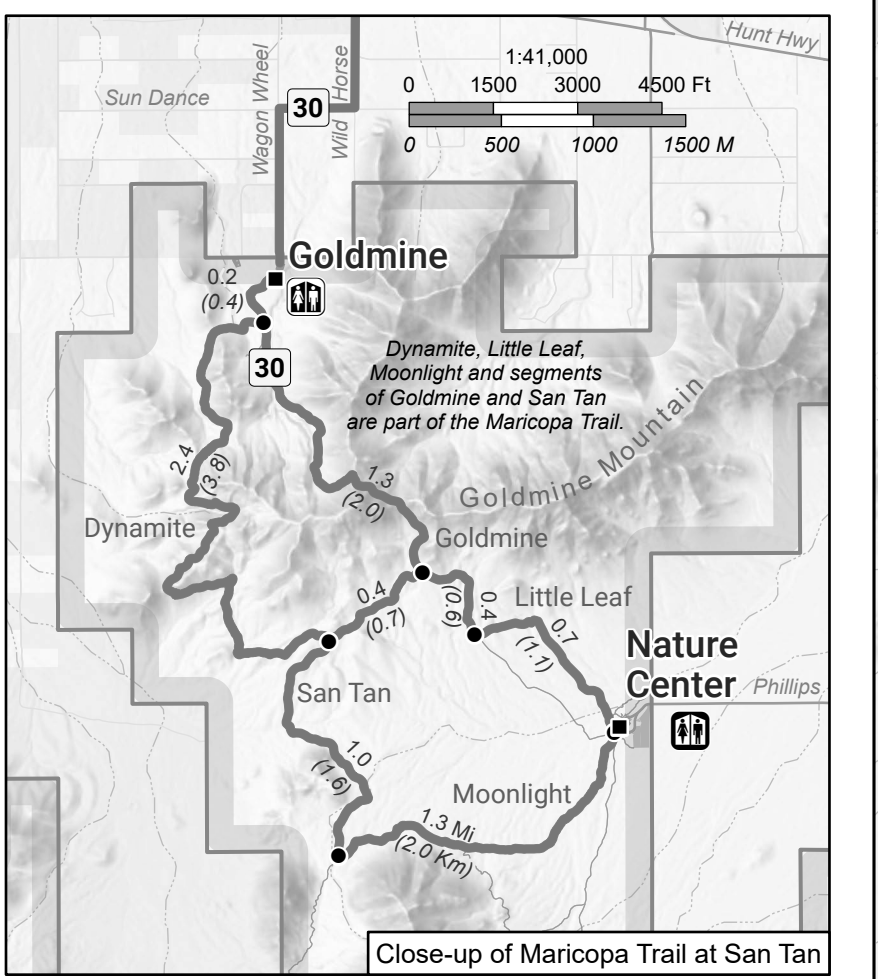 Hunt Hwy
1:41,000
0 1500 3000 4500 Ft
0 500 1000 1500 M
Sun Dance
Wagon Wheel
30
Wild Horse
Goldmine
0.2
(0.4)
30
Dynamite, Little Leaf,
Moonlight and segments
of Goldmine and San Tan
are part of the Maricopa Trail.
Goldmine Mountain
2.4
(3.8)
1.3
(2.0)
Dynamite
Goldmine
0.4
(0.7)
0.4
(0.6)
Little Leaf
0.7
(1.1)
Nature
Center
Phillips
San Tan
1.0
(1.6)
Moonlight
1.3 Mi
(2.0 Km)
Close-up of Maricopa Trail at San Tan